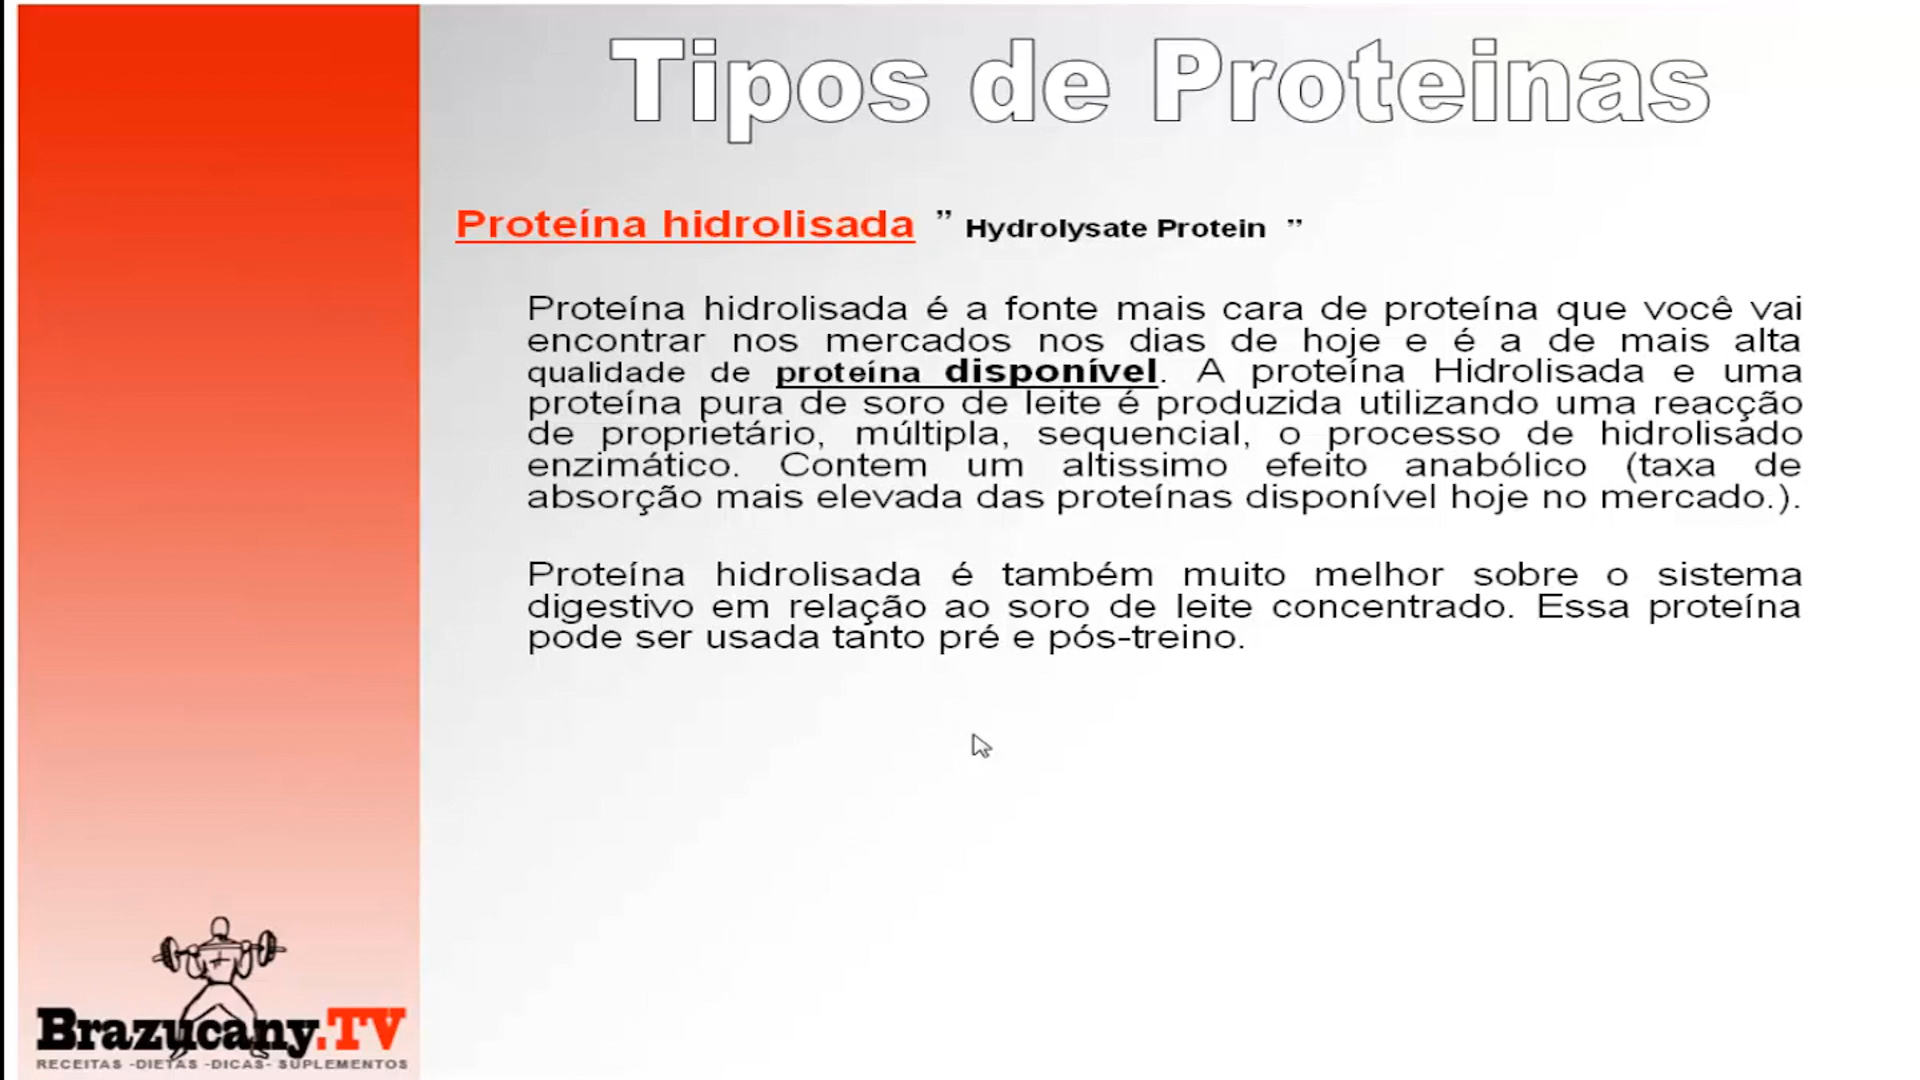 Tipos de Proteinas
Proteína hidrolisada ” Hydrolysate Protein ”
Proteína hidrolisada é a fonte mais cara de proteína que você vai
encontrar nos mercados nos dias de hoje e é a de mais alta
qualidade de proteína disponível. A proteína Hidrolisada e uma
proteína pura de soro de leite é produzida utilizando uma reacção
de proprietário, múltipla, sequencial, o processo de hidrolisado
enzimático. Contem um altissimo efeito anabólico (taxa de
absorção mais elevada das proteínas disponível hoje no mercado.).
Proteína hidrolisada é também muito melhor sobre o sistema
digestivo em relação ao soro de leite concentrado. Essa proteína
pode ser usada tanto pré e pós-treino.
Brazucany.TV
RECEITAS -DIETAS -DICAS- SUPLEMENTOS